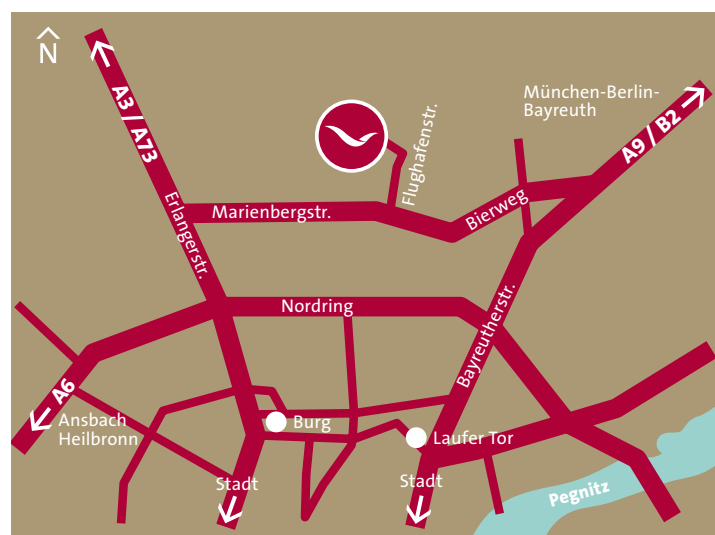 N
München-Berlin-
Bayreuth
A3 / A73
A9 / B2
Flughafenstr.
Erlangerstr.
Marienbergstr.
Bierweg
Nordring
Bayreutherstr.
A6
Ansbach
Heilbronn
Burg
Laufer Tor
Stadt
Stadt
Pegnitz